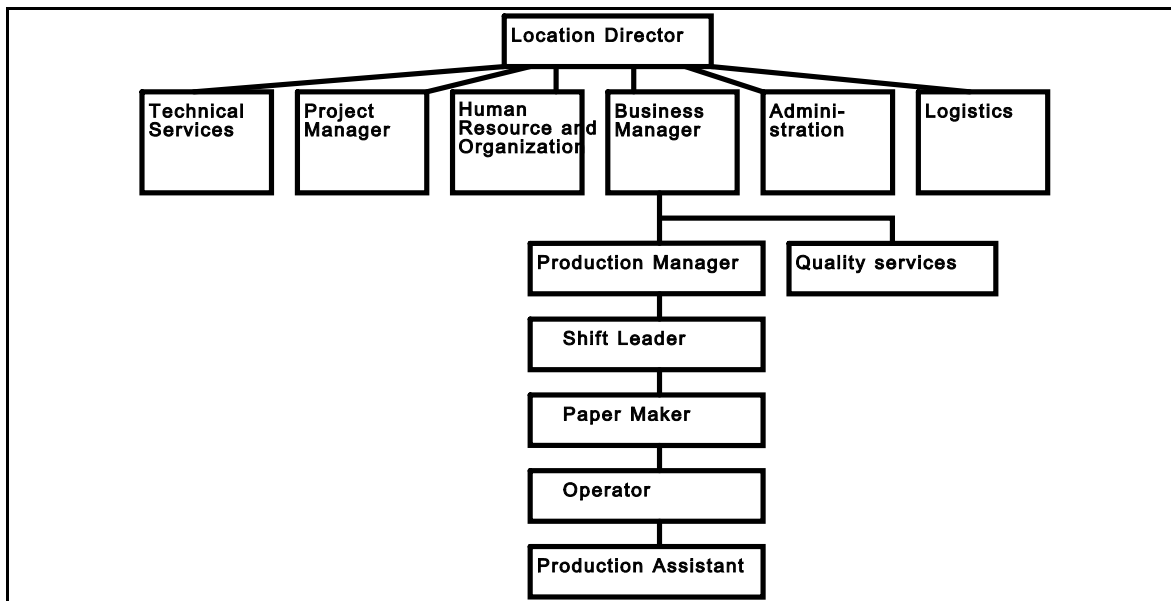 Location Director
Technical
Services
Project
Manager
Human
Resource and
Organization
Business
Manager
Admini-
stration
Logistics
Production Manager
Quality services
Shift Leader
Paper Maker
Operator
Production Assistant